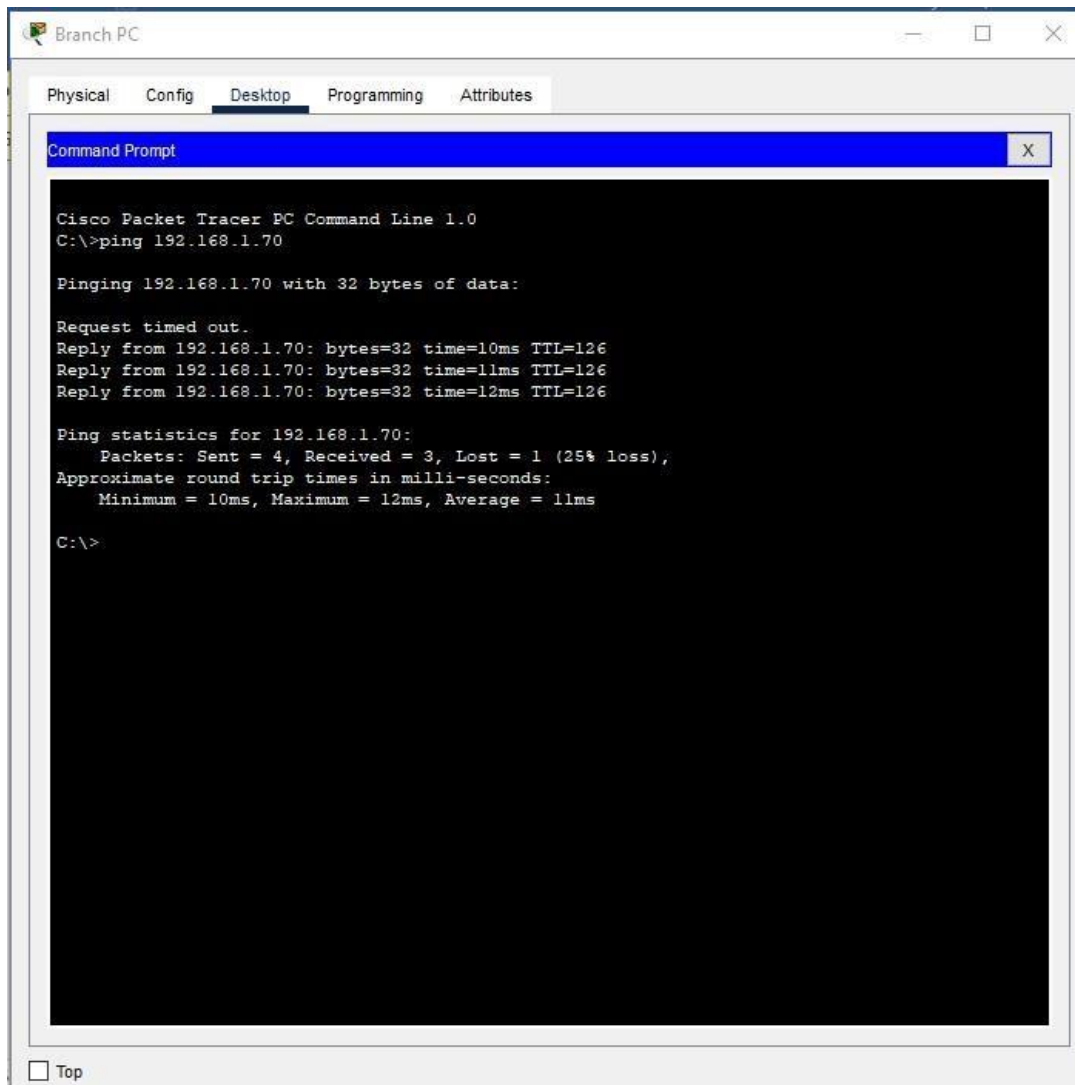 Branch PC
Physical Config Desktop Programming Attributes
Command Prompt X
Cisco Packet Tracer PC Command Line 1.0
C:\>ping 192.168.1.70
Pinging 192.168.1.70 with 32 bytes of data:
Request timed out.
Reply from 192.168.1.70: bytes=32 time=10ms TTL=126
Reply from 192.168.1.70: bytes=32 time=11ms TTL=126
Reply from 192.168.1.70: bytes=32 time=12ms TTL=126
Ping statistics for 192.168.1.70:
Packets: Sent = 4, Received = 3, Lost = 1 (25% loss),
Approximate round trip times in milli-seconds:
Minimum = 10ms, Maximum = 12ms, Average = 11ms
C:\>
Top